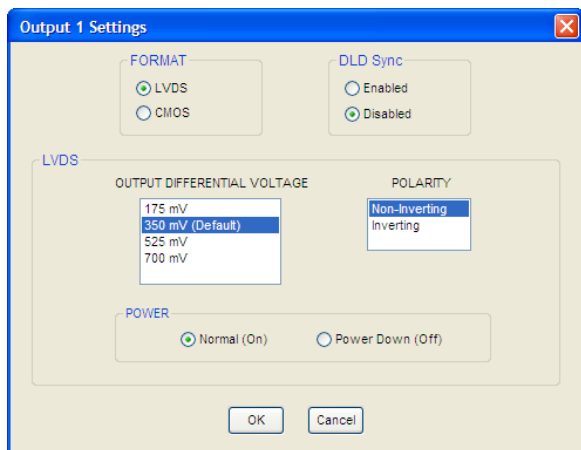 Output 1 Settings
FORMAT
LVDS
CMOS
DLD Sync
Enabled
Disabled
LVDS
OUTPUT DIFFERENTIAL VOLTAGE
175 mV
350 mV (Default)
525 mV
700 mV
POLARITY
Non-Inverting
Inverting
POWER
Normal (On)
Power Down (Off)
OK
Cancel